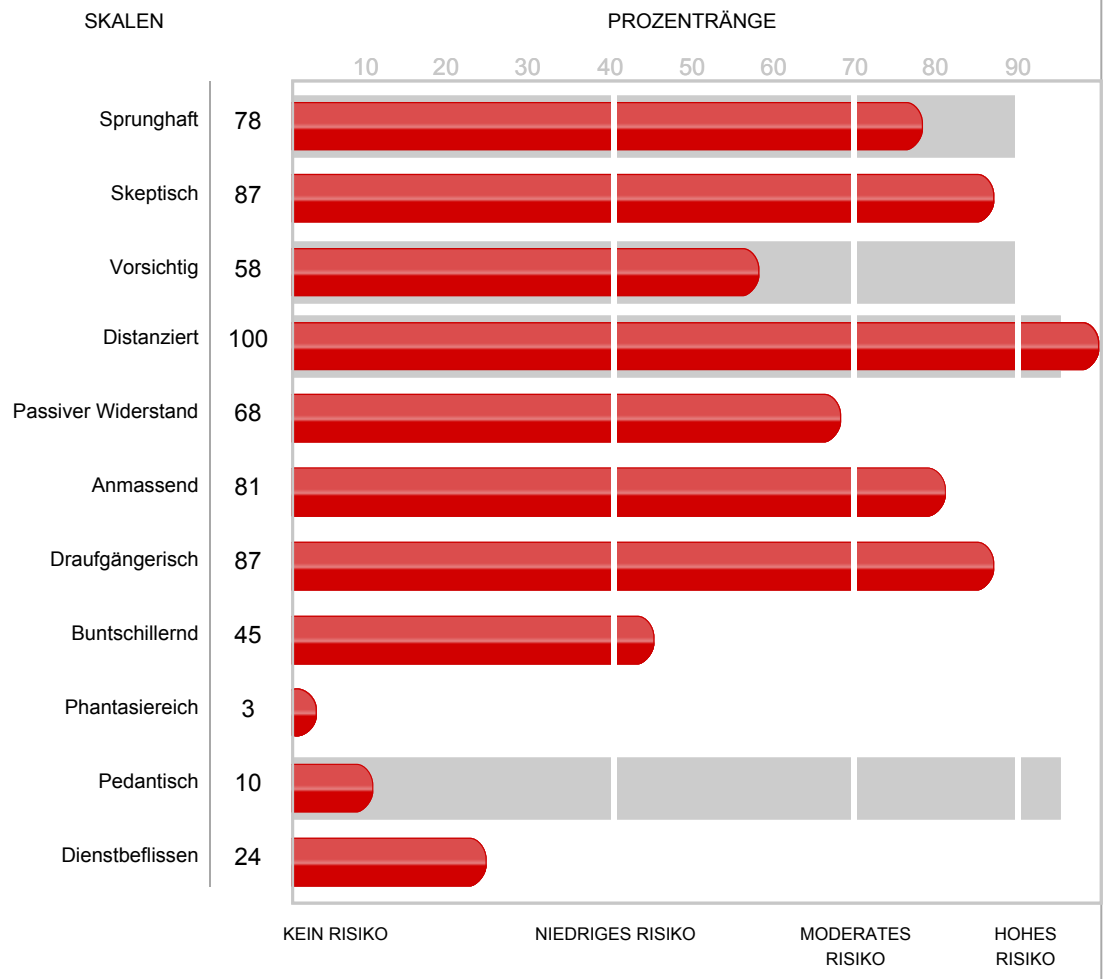 SKALEN PROZENTRÄNGE
10 20 30 40 50 60 70 80 90
Sprunghaft 78
Skeptisch 87
Vorsichtig 58
Distanziert 100
Passiver Widerstand 68
Anmassend 81
Draufgängerisch 87
Buntschillernd 45
Phantasiereich 3
Pedantisch 10
Dienstbeflissen 24
KEIN RISIKO NIEDRIGES RISIKO MODERATES HOHES
RISIKO RISIKO